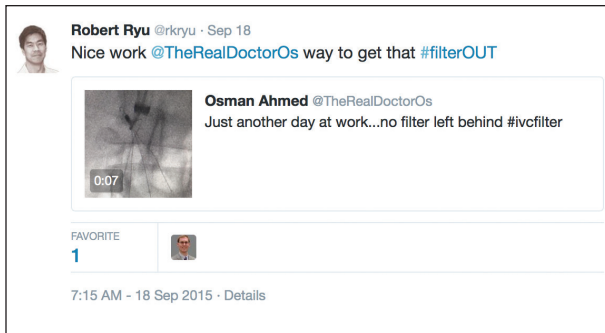 Robert Ryu @rkryu · Sep 18
Nice work @TheRealDoctorOs way to get that #filterOUT
Osman Ahmed @TheRealDoctorOs
Just another day at work...no filter left behind #ivcfilter
0:07
FAVORITE
1
7:15 AM - 18 Sep 2015 · Details